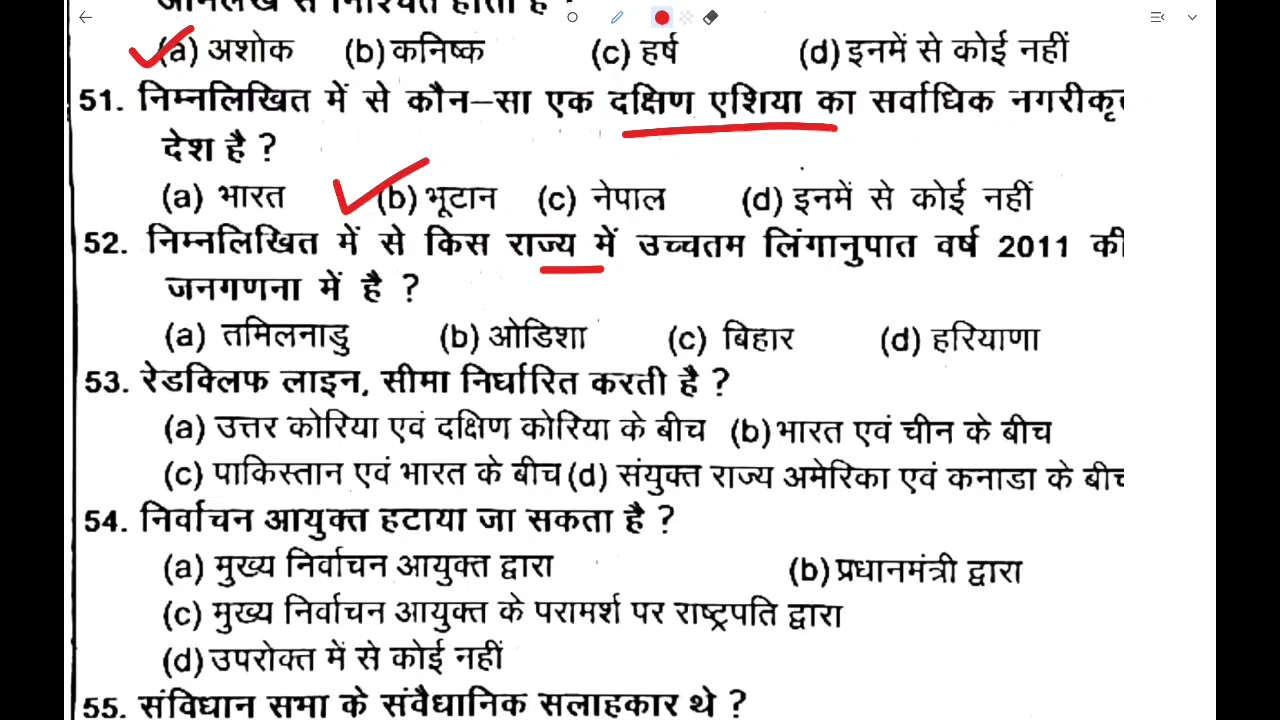 (a) अशोक (b) कनिष्क (c) हर्ष (d) इनमें से कोई नहीं
51. निम्नलिखित में से कौन-सा एक दक्षिण एशिया का सर्वाधिक
देश है ?
(a) भारत (b) भूटान (c) नेपाल (d) इनमें से कोई नहीं
52. निम्नलिखित में से किस राज्य में उच्चतम लिंगानुपात वर्ष 2011 की
जनगणना में है ?
(a) तमिलनाडु (b) ओडिशा (c) बिहार (d) हरियाणा
53. रेडक्लिफ लाइन, सीमा निर्धारित करती है ?
(a) उत्तर कोरिया एवं दक्षिण कोरिया के बीच (b) भारत एवं चीन के बीच
(c) पाकिस्तान एवं भारत के बीच (d) संयुक्त राज्य अमेरिका एवं कनाडा के बीच
54. निर्वाचन आयुक्त हटाया जा सकता है ?
(a) मुख्य निर्वाचन आयुक्त द्वारा (b) प्रधानमंत्री द्वारा
(c) मुख्य निर्वाचन आयुक्त के परामर्श पर राष्ट्रपति द्वारा
(d) उपरोक्त में से कोई नहीं
55. संविधान सभा के संवैधानिक सलाहकार थे ?